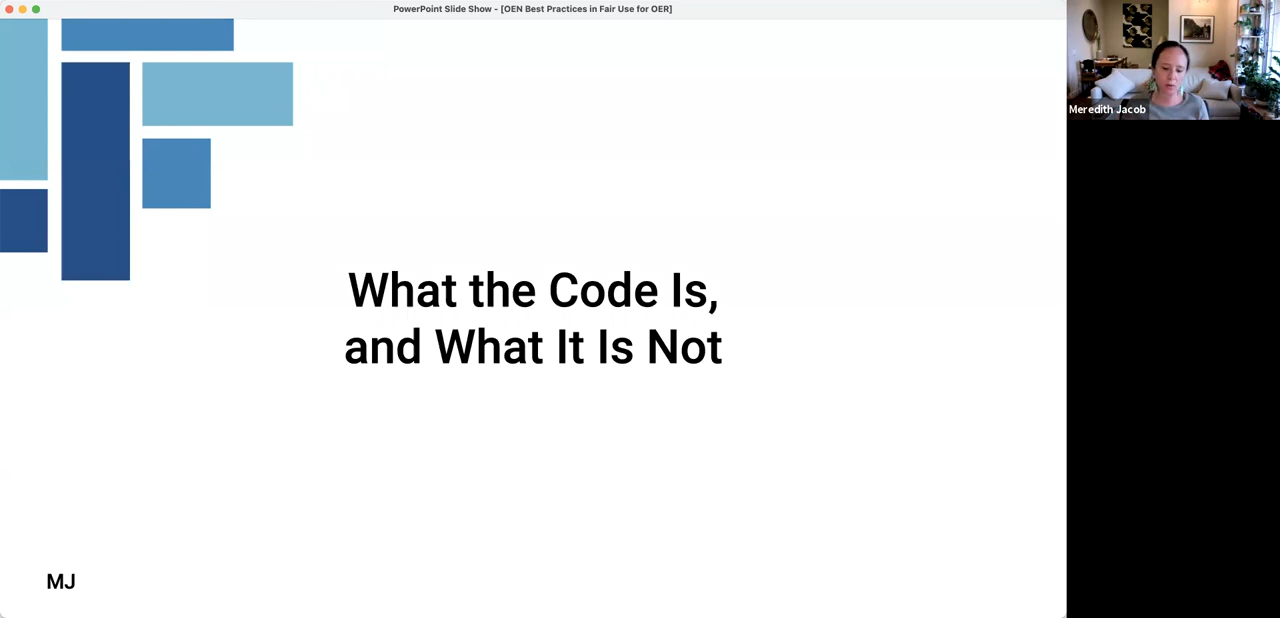 PowerPoint Slide Show - [OEN Best Practices in Fair Use for OER]
Meredith Jacob
What the Code Is,
and What It Is Not
MJ